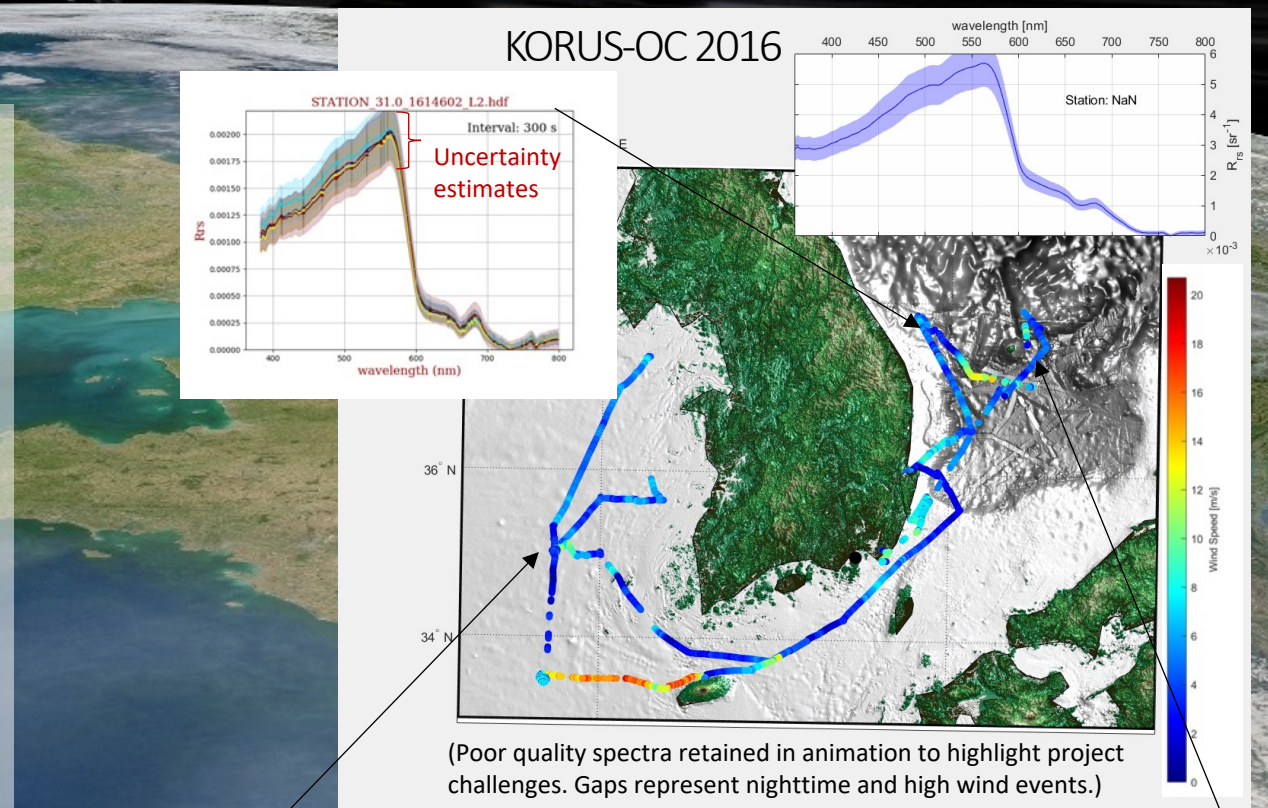 KORUS-OC 2016
STATION_31.0_1614602_L2.hdf
Interval: 300 s
Uncertainty
estimates
0.00200
0.00175
0.00150
0.00125
0.00100
0.00075
0.00050
0.00025
0.00000
Rrs
400 500 600 700 800
wavelength (nm)
wavelength [nm]
400 450 500 550 600 650 700 750 800
Station: NaN
6
5
4
3
2
1
0
×10-3
Rrs [sr-1]
E
36° N
34° N
20
18
16
14
12
10
8
6
4
2
0
Wind Speed [m/s]
(Poor quality spectra retained in animation to highlight project
challenges. Gaps represent nighttime and high wind events.)